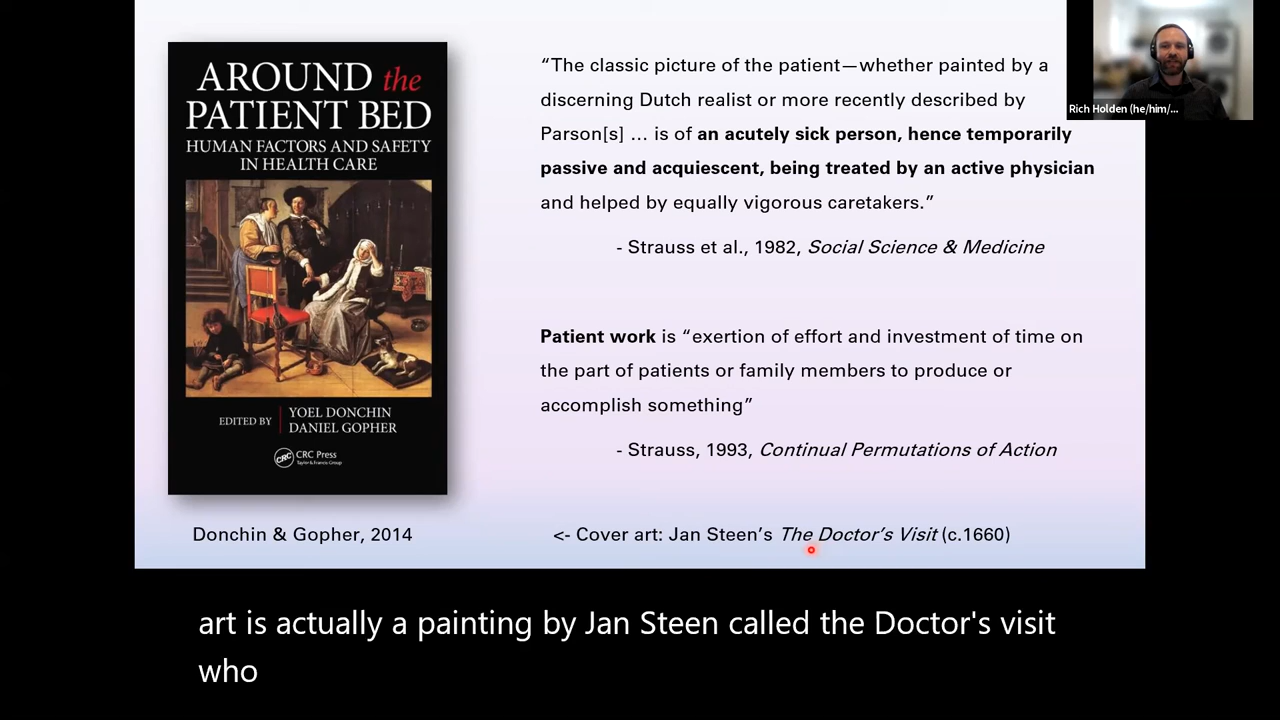 AROUND the
PATIENT BED
HUMAN FACTORS AND SAFETY
IN HEALTH CARE
EDITED BY
YOEL DONCHIN
DANIEL GOPHER
CRC
CRC Press
Taylor & Francis Group
Donchin & Gopher, 2014
“The classic picture of the patient—whether painted by a
discerning Dutch realist or more recently described by
Parson[s] … is of an acutely sick person, hence temporarily
passive and acquiescent, being treated by an active physician
and helped by equally vigorous caretakers.”
- Strauss et al., 1982, Social Science & Medicine
Patient work is “exertion of effort and investment of time on
the part of patients or family members to produce or
accomplish something”
- Strauss, 1993, Continual Permutations of Action
<- Cover art: Jan Steen’s The Doctor’s Visit (c.1660)
Rich Holden (he/him/...
art is actually a painting by Jan Steen called the Doctor's visit
who